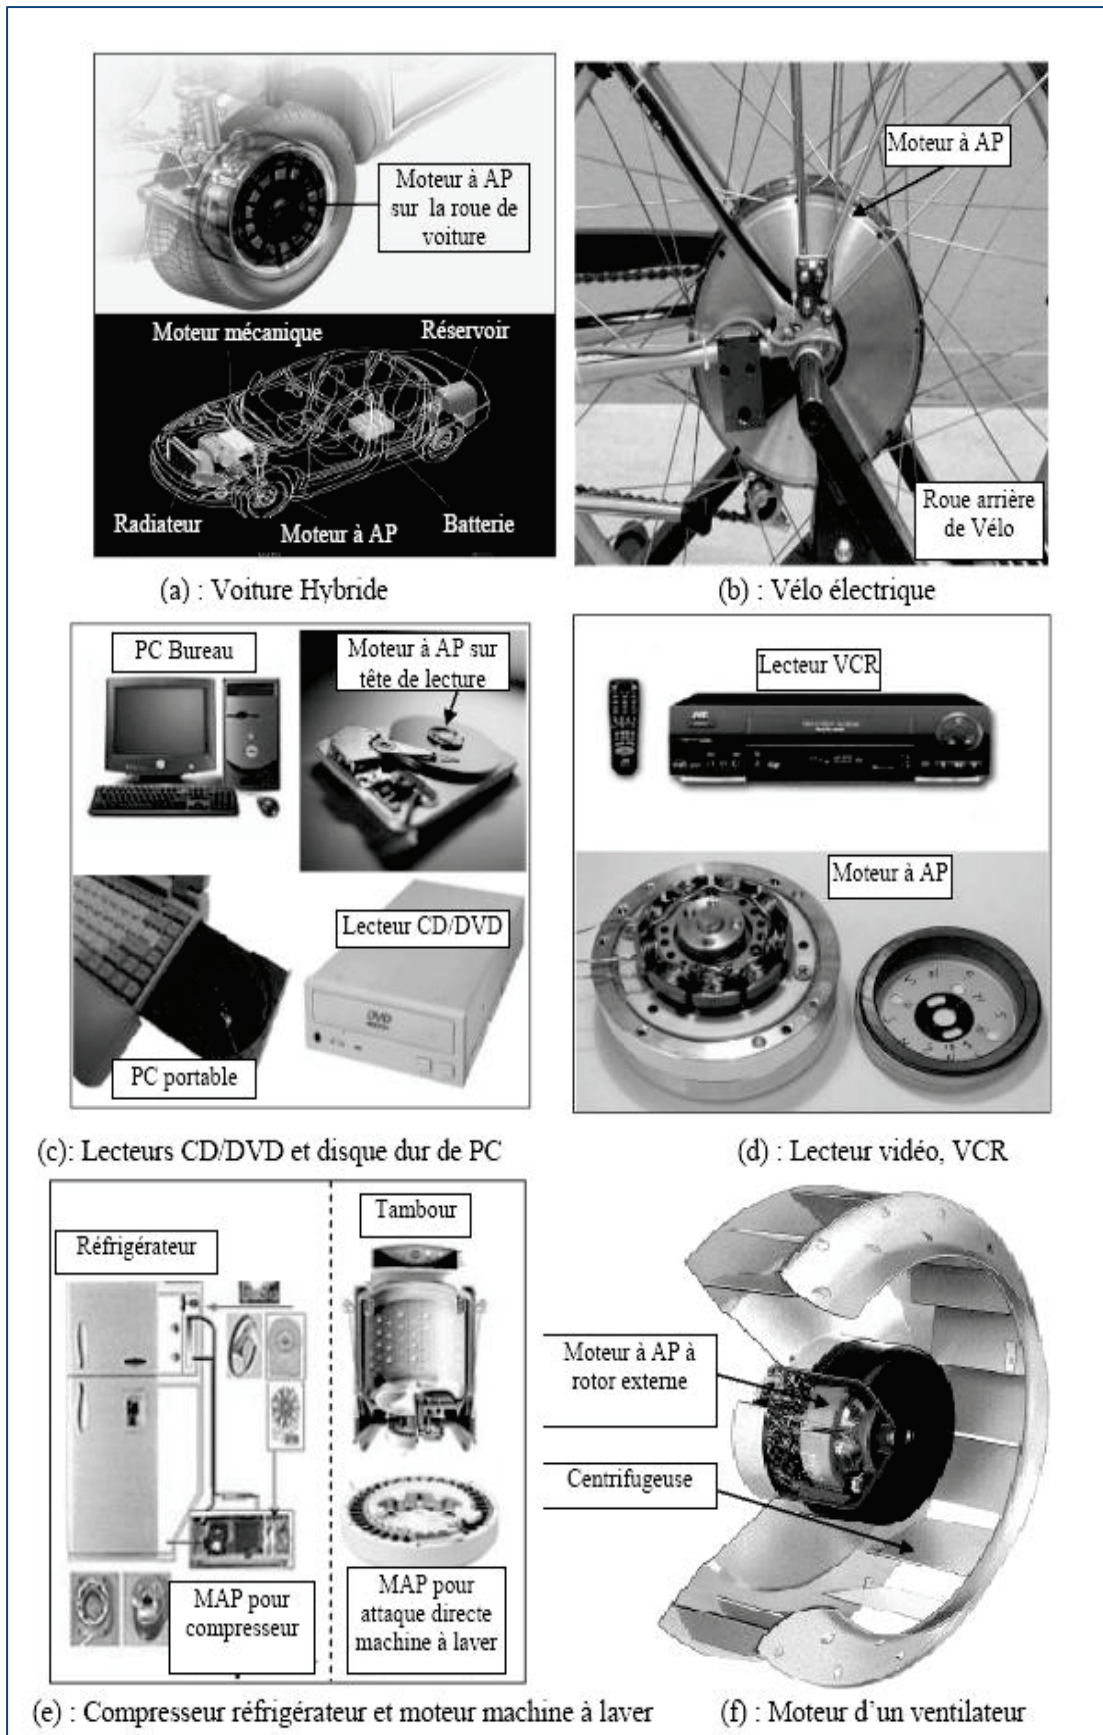 Moteur à AP
sur la roue de
voiture
Moteur mécanique
Réservoir
Radiateur
Moteur à AP
Batterie
(a) : Voiture Hybride
Moteur à AP
Roue arrière
de Vélo
(b) : Vélo électrique
PC Bureau
Moteur à AP sur
tête de lecture
PC portable
Lecteur CD/DVD
DVD
(c): Lecteurs CD/DVD et disque dur de PC
Lecteur VCR
JVC
Moteur à AP
(d) : Lecteur vidéo, VCR
Réfrigérateur
Tambour
MAP pour
compresseur
MAP pour
attaque directe
machine à laver
(e) : Compresseur réfrigérateur et moteur machine à laver
Moteur à AP à
rotor externe
Centrifugeuse
(f) : Moteur d'un ventilateur